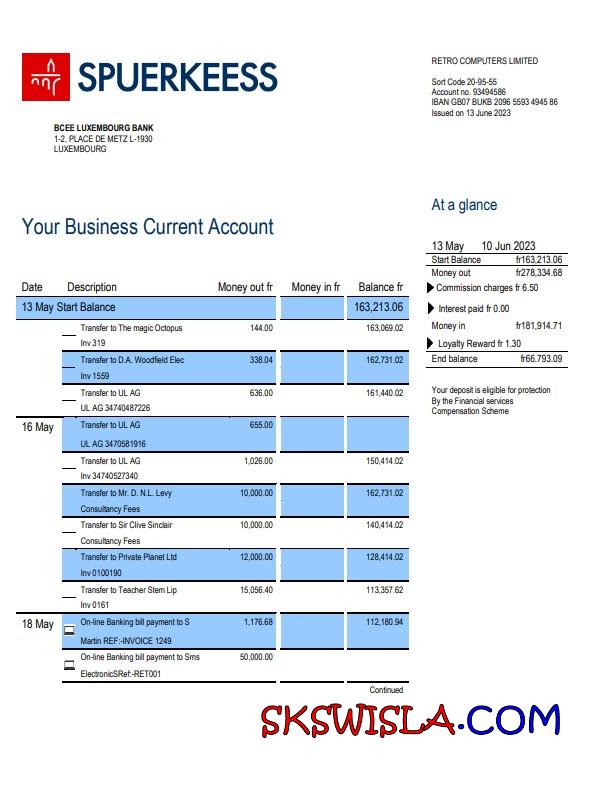 SPUERKEESS
BCEE LUXEMBOURG BANK
1-2, PLACE DE METZ L-1930
LUXEMBOURG
RETRO COMPUTERS LIMITED
Sort Code 20-95-55
Account no. 93494586
IBAN GB07 BUKB 2096 5593 4945 86
Issued on 13 June 2023
At a glance
13 May 10 Jun 2023
Start Balance fr163,213.06
Money out fr278,334.68
Commission charges fr 6.50
Interest paid fr 0.00
Money in fr181,914.71
Loyalty Reward fr 1.30
End balance fr66.793.09
Your deposit is eligible for protection
By the Financial services
Compensation Scheme
Your Business Current Account
Date Description Money out fr Money in fr Balance fr
13 May Start Balance 163,213.06
Transfer to The magic Octopus 144.00 163,069.02
Inv 319
Transfer to D.A. Woodfield Elec 338.04 162,731.02
Inv 1559
Transfer to UL AG 636.00 161,440.02
UL AG 34740487226
16 May Transfer to UL AG 655.00
UL AG 3470581916
Transfer to UL AG 1,026.00 150,414.02
Inv 34740527340
Transfer to Mr. D. N.L. Levy 10,000.00 162,731.02
Consultancy Fees
Transfer to Sir Clive Sinclair 10,000.00 140,414.02
Consultancy Fees
Transfer to Private Planet Ltd 12,000.00 128,414.02
Inv 0100190
Transfer to Teacher Stem Lip 15,056.40 113,357.62
Inv 0161
18 May On-line Banking bill payment to S 1,176.68 112,180.94
Martin REF:-INVOICE 1249
On-line Banking bill payment to Sms 50,000.00
ElectronicSRef:-RET001
Continued
SKSWISLA.COM